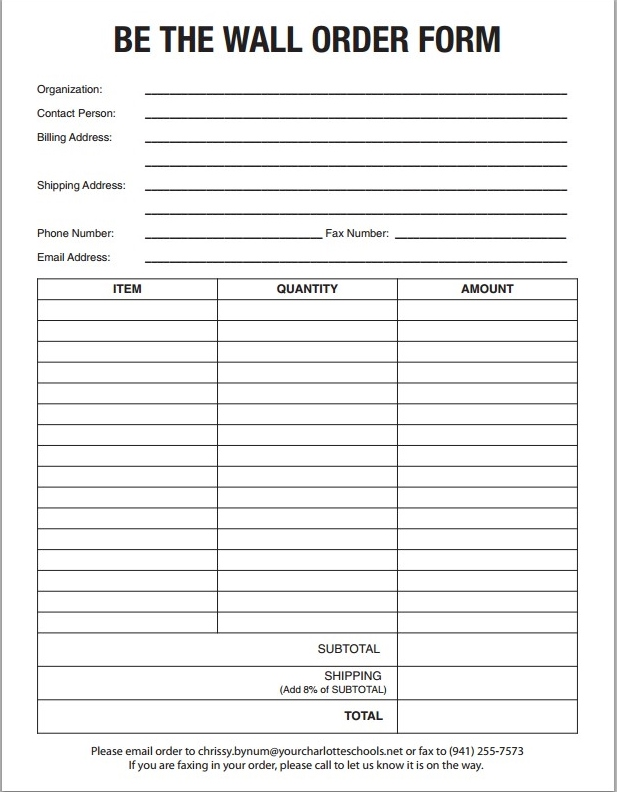 BE THE WALL ORDER FORM
Organization:
Contact Person:
Billing Address:
Shipping Address:
Phone Number: Fax Number:
Email Address:
ITEM QUANTITY AMOUNT
SUBTOTAL
SHIPPING
(Add 8% of SUBTOTAL)
TOTAL
Please email order to chrissy.bynum@yourcharlotteschools.net or fax to (941) 255-7573
If you are faxing in your order, please call to let us know it is on the way.